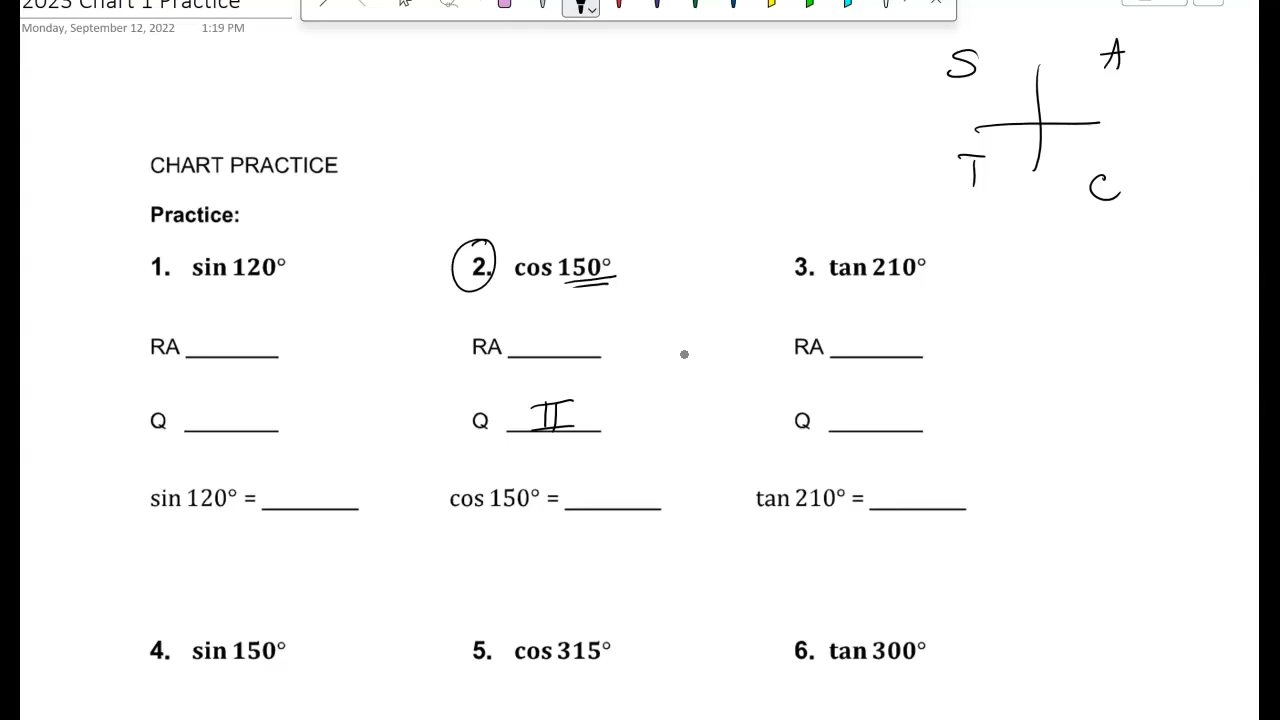 2023 Chart 1 Practice
Monday, September 12, 2022 1:19 PM
S A
T C
CHART PRACTICE
Practice:
1. sin 120° 2. cos 150° 3. tan 210°
RA ________ RA ________ RA ________
Q ________ Q II Q ________
sin 120° = ________ cos 150° = ________ tan 210° = ________
4. sin 150° 5. cos 315° 6. tan 300°